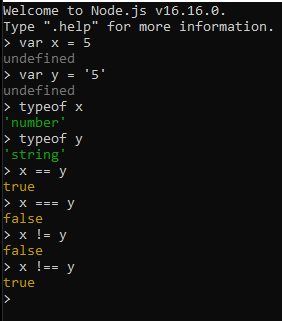 Welcome to Node.js v16.16.0.
Type ".help" for more information.
> var x = 5
undefined
> var y = '5'
undefined
> typeof x
'number'
> typeof y
'string'
> x == y
true
> x === y
false
> x != y
false
> x !== y
true
>